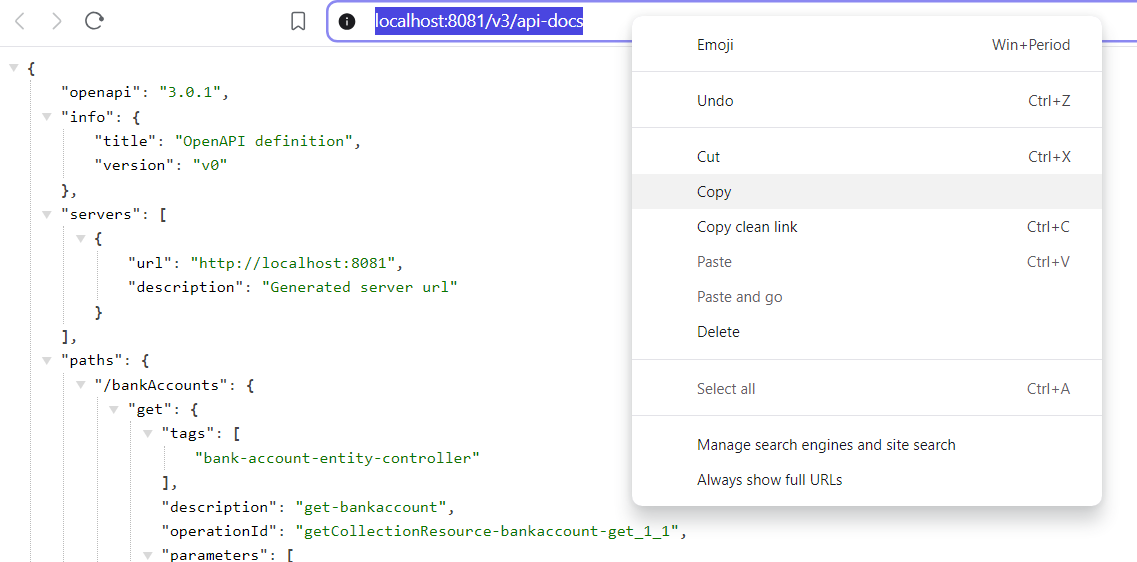 localhost:8081/v3/api-docs
{
"openapi": "3.0.1",
"info": {
"title": "OpenAPI definition",
"version": "v0"
},
"servers": [
{
"url": "http://localhost:8081",
"description": "Generated server url"
}
],
"paths": {
"/bankAccounts": {
"get": {
"tags": [
"bank-account-entity-controller"
],
"description": "get-bankaccount",
"operationId": "getCollectionResource-bankaccount-get_1_1",
"parameters": [
Emoji Win+Period
Undo Ctrl+Z
Cut Ctrl+X
Copy
Copy clean link Ctrl+C
Paste Ctrl+V
Paste and go
Delete
Select all Ctrl+A
Manage search engines and site search
Always show full URLs